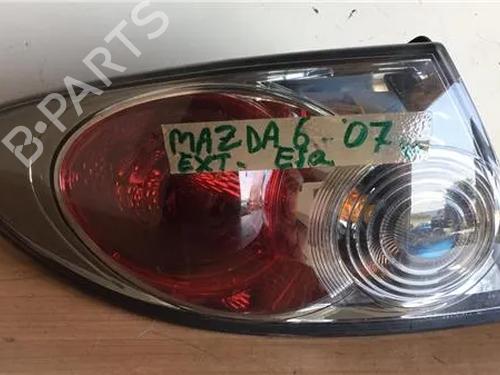 B-PARTS
MAZDA 6 - 07
EXT. Esq.